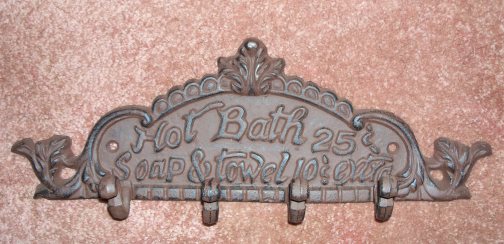 Hot Bath 25¢
Soap & towel 10¢ extra